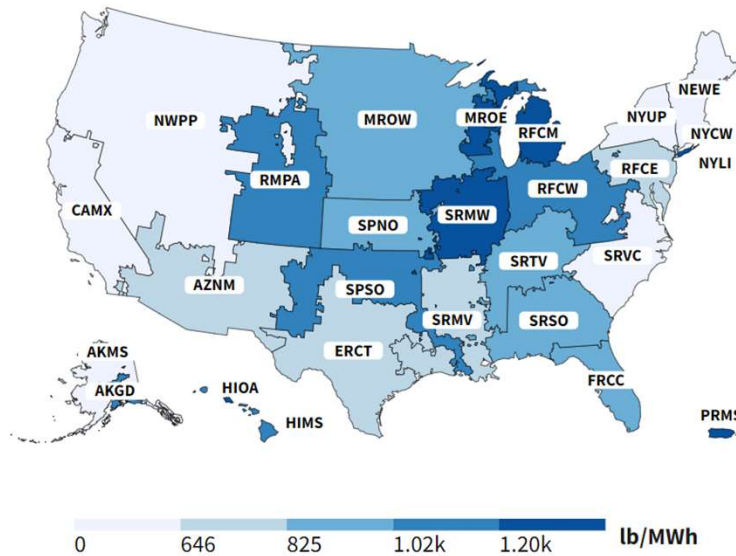 NEWE
NYUP
NWPP
MROW
MROE
RFCM
NYCW
NYLI
RMPA
RFCW
RFCE
CAMX
SPNO
SRMW
SRTV
SRVC
AZNM
SPSO
SRMV
SRSO
ERCT
AKMS
AKGD
HIOA
HIMS
FRCC
PRMS
0 646 825 1.02k 1.20k lb/MWh